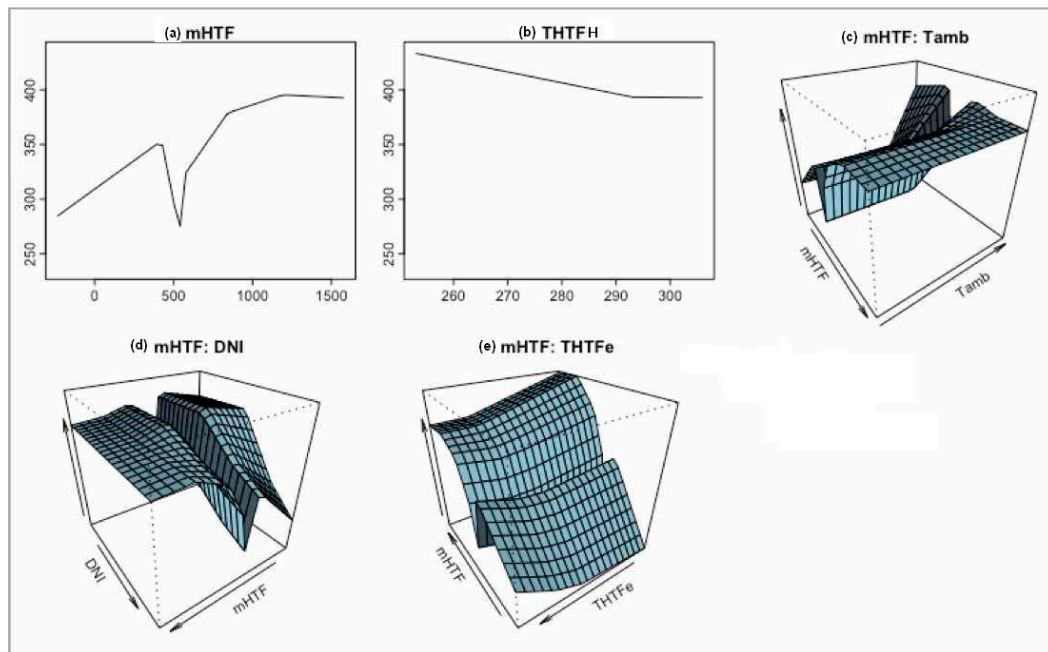 (a) mHTF
(b) THTFH
(c) mHTF: Tamb
400
350
300
250
0
500
1000
1500
400
350
300
250
260
270
280
290
300
mHTF
Tamb
(d) mHTF: DNI
(e) mHTF: THTFe
DNI
mHTF
mHTF
THTFe